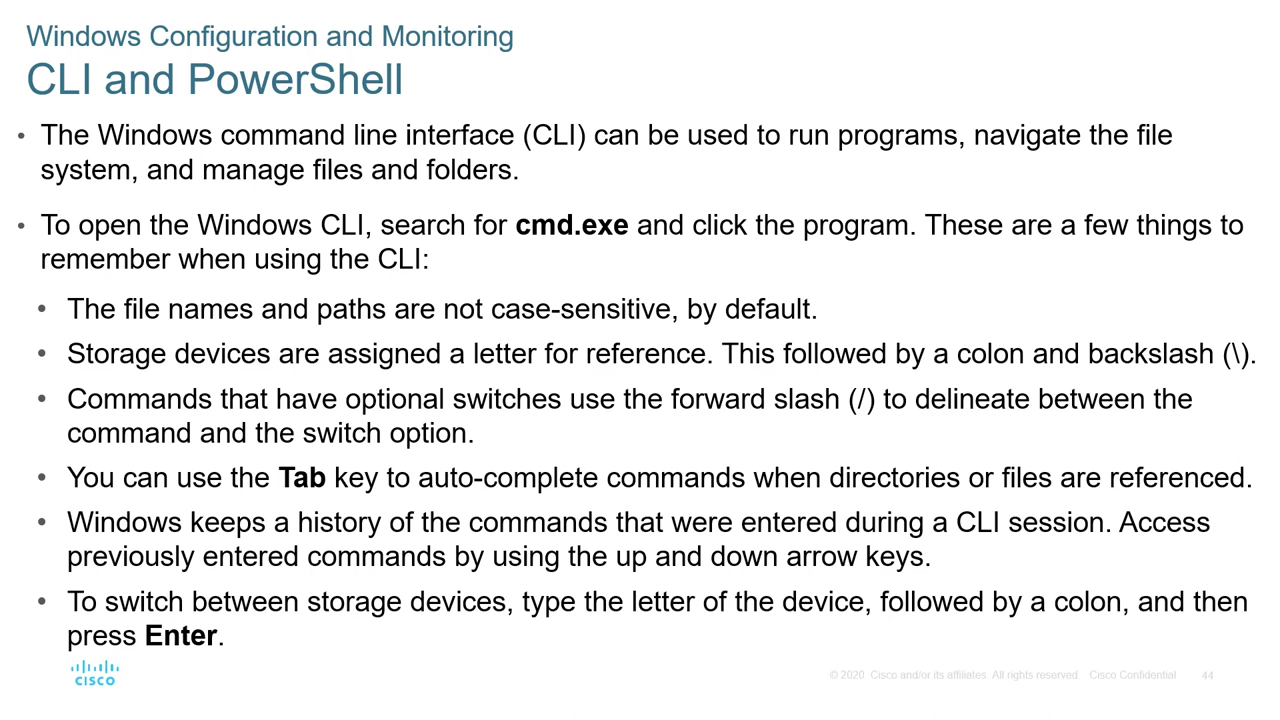 Windows Configuration and Monitoring
CLI and PowerShell
• The Windows command line interface (CLI) can be used to run programs, navigate the file
system, and manage files and folders.
• To open the Windows CLI, search for cmd.exe and click the program. These are a few things to
remember when using the CLI:
• The file names and paths are not case-sensitive, by default.
• Storage devices are assigned a letter for reference. This followed by a colon and backslash (\).
• Commands that have optional switches use the forward slash (/) to delineate between the
command and the switch option.
• You can use the Tab key to auto-complete commands when directories or files are referenced.
• Windows keeps a history of the commands that were entered during a CLI session. Access
previously entered commands by using the up and down arrow keys.
• To switch between storage devices, type the letter of the device, followed by a colon, and then
press Enter.
CISCO
© 2020 Cisco and/or its affiliates. All rights reserved Cisco Confidential 44